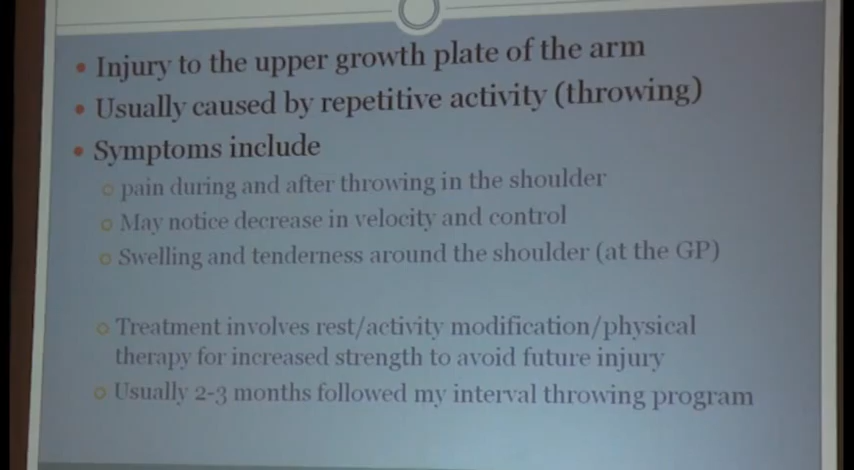 • Injury to the upper growth plate of the arm
• Usually caused by repetitive activity (throwing)
• Symptoms include
o pain during and after throwing in the shoulder
o May notice decrease in velocity and control
o Swelling and tenderness around the shoulder (at the GP)
o Treatment involves rest/activity modification/physical
therapy for increased strength to avoid future injury
o Usually 2-3 months followed my interval throwing program